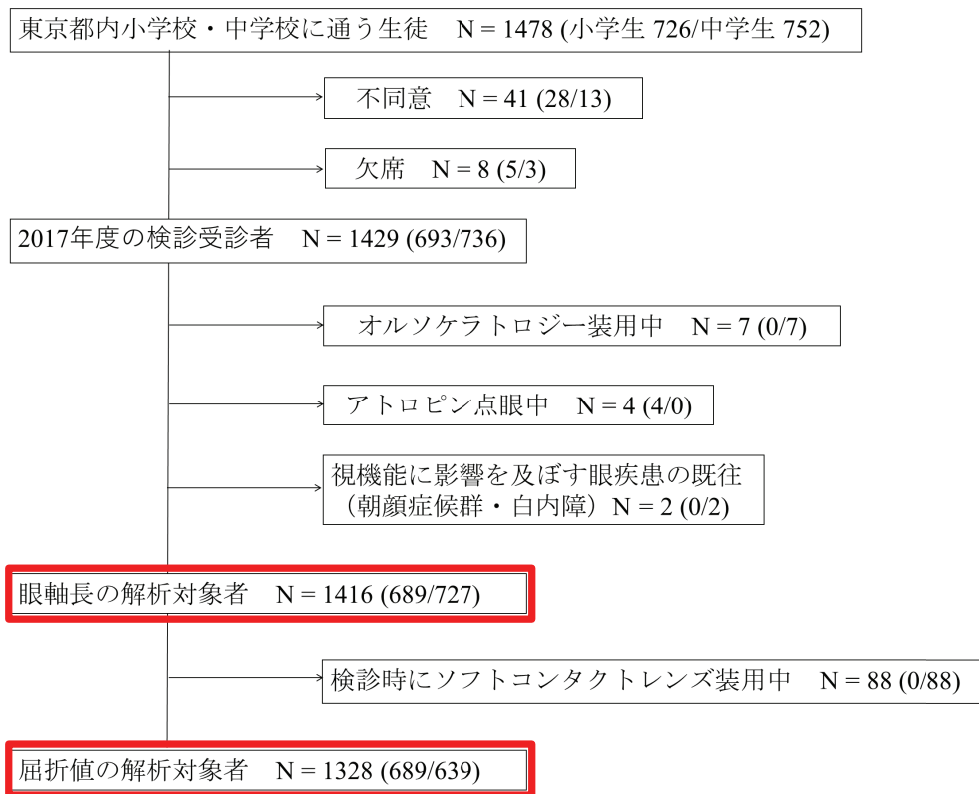 東京都内小学校・中学校に通う生徒　N = 1478 (小学生 726/中学生 752)
不同意　N = 41 (28/13)
欠席　N = 8 (5/3)
2017年度の検診受診者　N = 1429 (693/736)
オルソケラトロジー装用中　N = 7 (0/7)
アトロピン点眼中　N = 4 (4/0)
視機能に影響を及ぼす眼疾患の既往
（朝顔症候群・白内障）N = 2 (0/2)
眼軸長の解析対象者　N = 1416 (689/727)
検診時にソフトコンタクトレンズ装用中　N = 88 (0/88)
屈折値の解析対象者　N = 1328 (689/639)